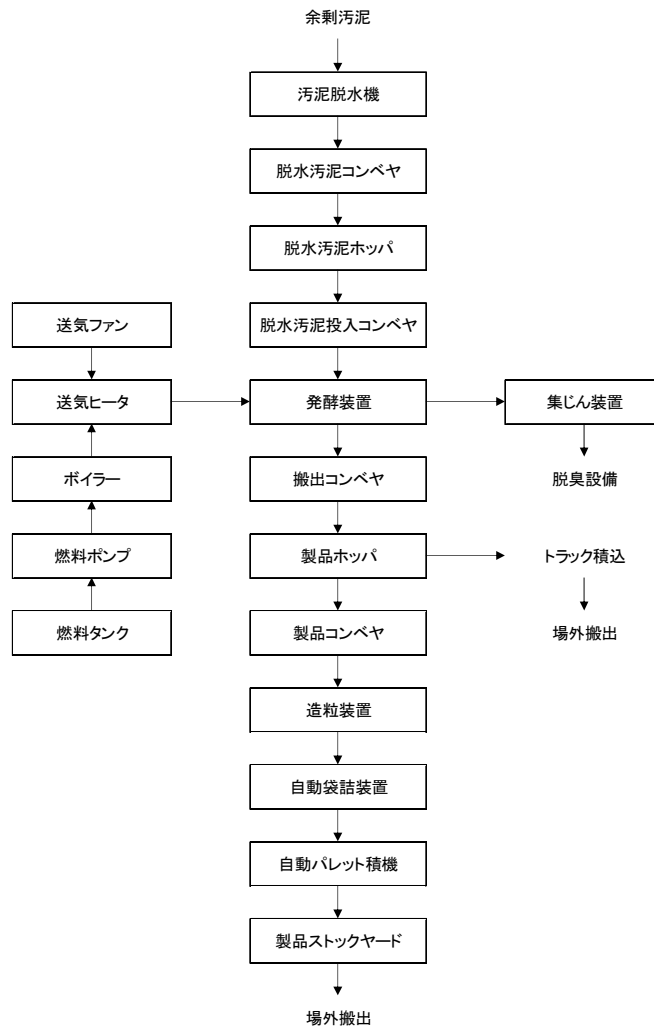 余剰汚泥
汚泥脱水機
脱水汚泥コンベヤ
脱水汚泥ホッパ
送気ファン
脱水汚泥投入コンベヤ
送気ヒータ
発酵装置
集じん装置
ボイラー
搬出コンベヤ
脱臭設備
燃料ポンプ
製品ホッパ
トラック積込
燃料タンク
製品コンベヤ
場外搬出
造粒装置
自動袋詰装置
自動パレット積機
製品ストックヤード
場外搬出